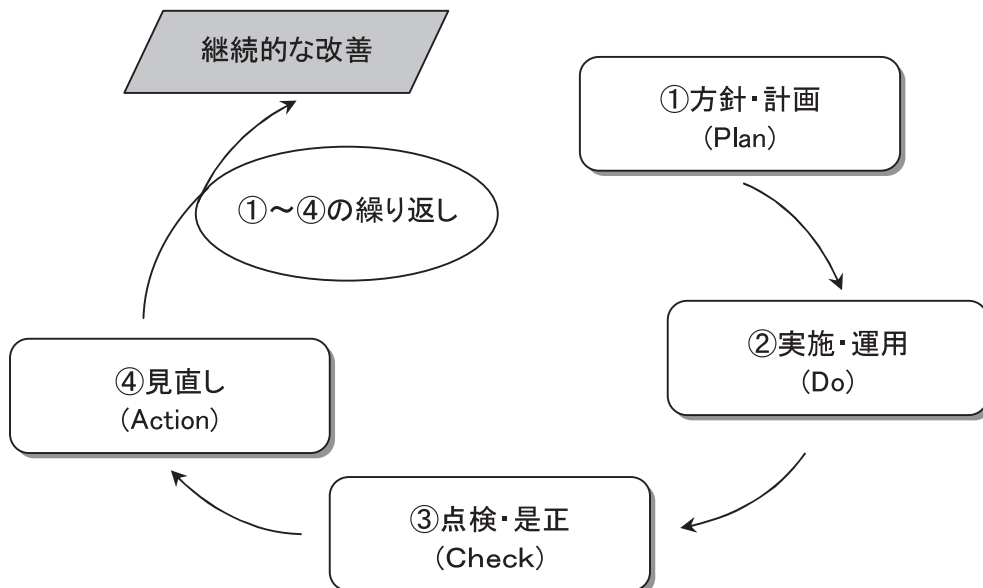 継続的な改善
①方針・計画
(Plan)
①～④の繰り返し
②実施・運用
(Do)
④見直し
(Action)
③点検・是正
(Check)